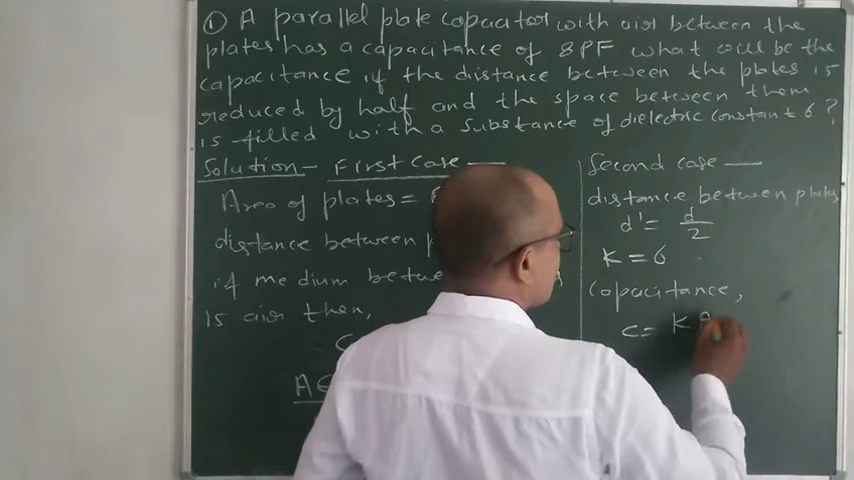 ① A parallel plate capacitor with air between the
plates has a capacitance of 8PF what will be the
capacitance if the distance between the plates is
reduced by half and the space between them
is filled with a substance of dielectric constant 6 ?
Solution - First Case —
Area of plates =
distance between
if medium
is air then,
C
A
Second case —
distance between plates
d' = d/2
K = 6
capacitance,
C = K A